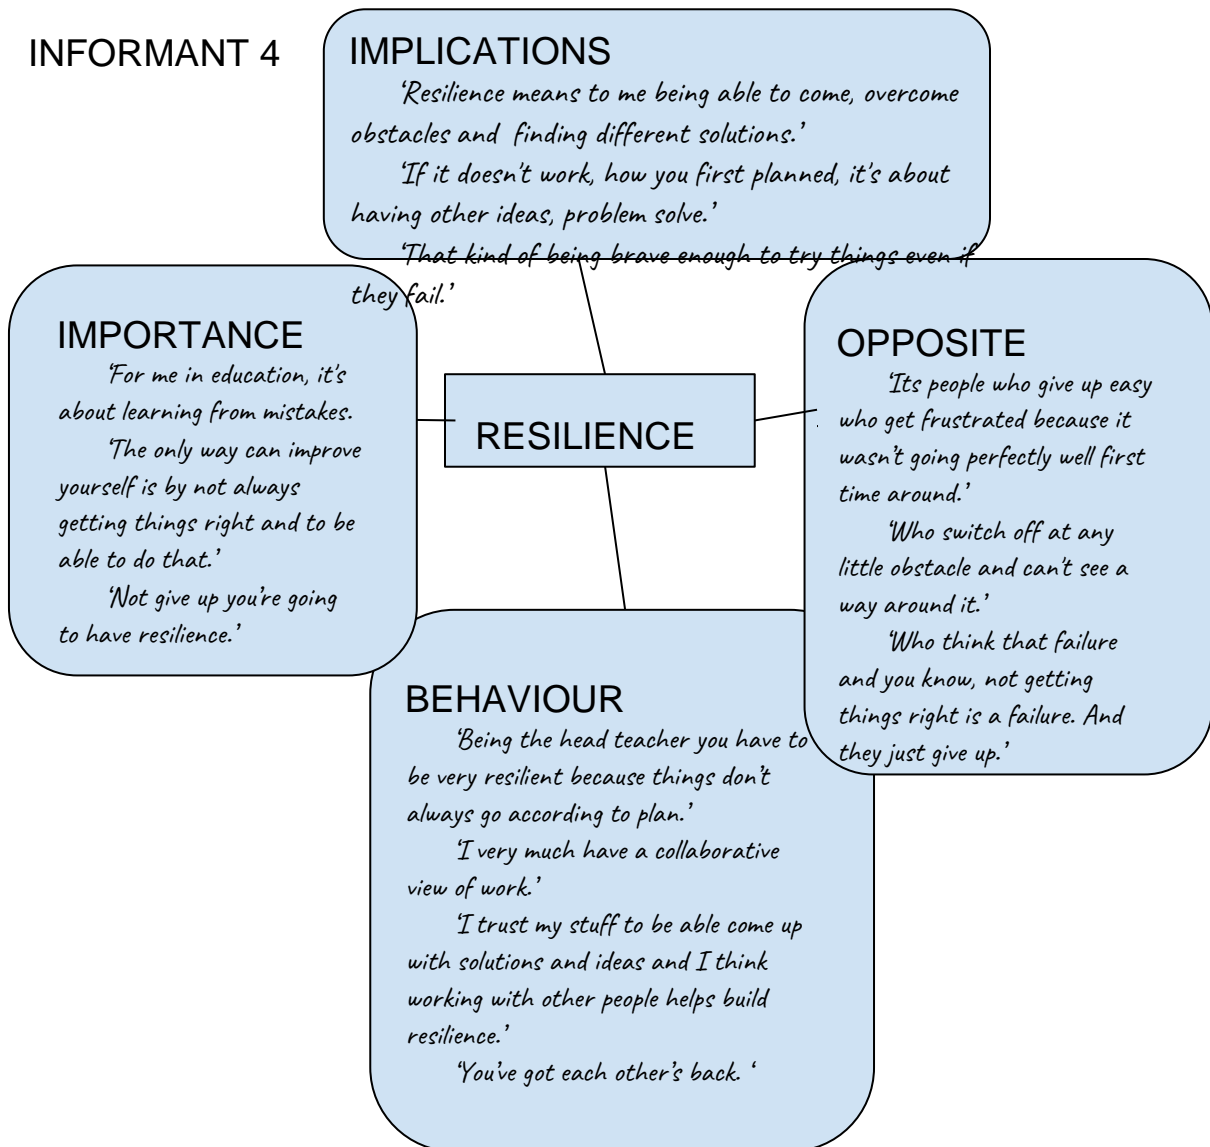 INFORMANT 4
IMPLICATIONS
‘Resilience means to me being able to come, overcome
obstacles and finding different solutions.’
‘If it doesn't work, how you first planned, it's about
having other ideas, problem solve.’
‘That kind of being brave enough to try things even if
they fail.’
IMPORTANCE
‘For me in education, it's
about learning from mistakes.
‘The only way can improve
yourself is by not always
getting things right and to be
able to do that.’
‘Not give up you’re going
to have resilience.’
RESILIENCE
OPPOSITE
‘Its people who give up easy
who get frustrated because it
wasn’t going perfectly well first
time around.’
‘Who switch off at any
little obstacle and can't see a
way around it.’
‘Who think that failure
and you know, not getting
things right is a failure. And
they just give up.’
BEHAVIOUR
‘Being the head teacher you have to
be very resilient because things don’t
always go according to plan.’
‘I very much have a collaborative
view of work.’
‘I trust my stuff to be able come up
with solutions and ideas and I think
working with other people helps build
resilience.’
‘You’ve got each other’s back. ‘